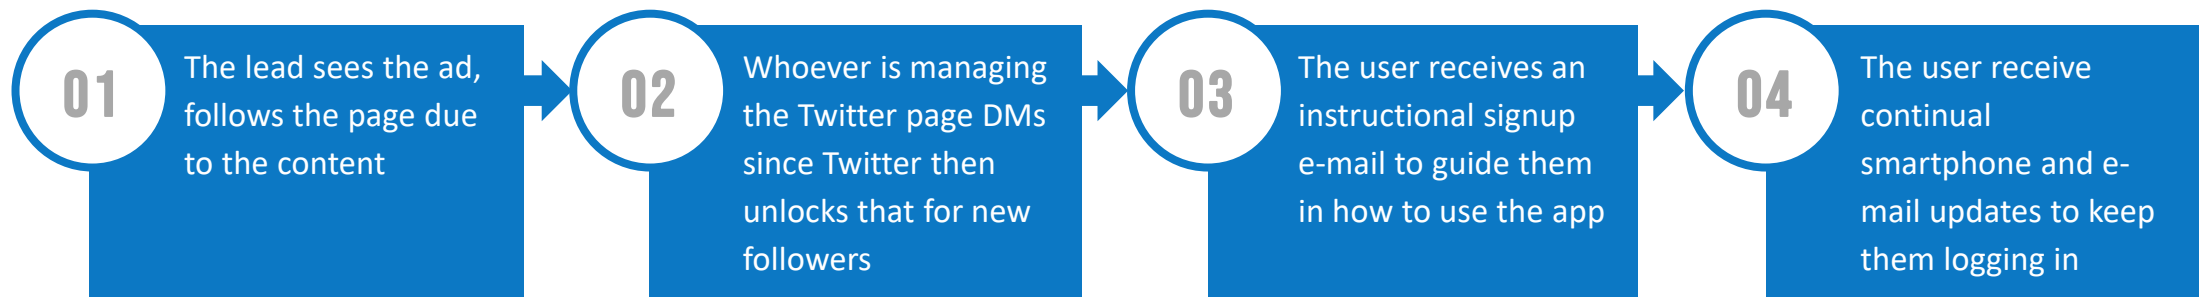 01
The lead sees the ad,
follows the page due
to the content
02
Whoever is managing
the Twitter page DMs
since Twitter then
unlocks that for new
followers
03
The user receives an
instructional signup
e-mail to guide them
in how to use the app
04
The user receive
continual
smartphone and e-
mail updates to keep
them logging in